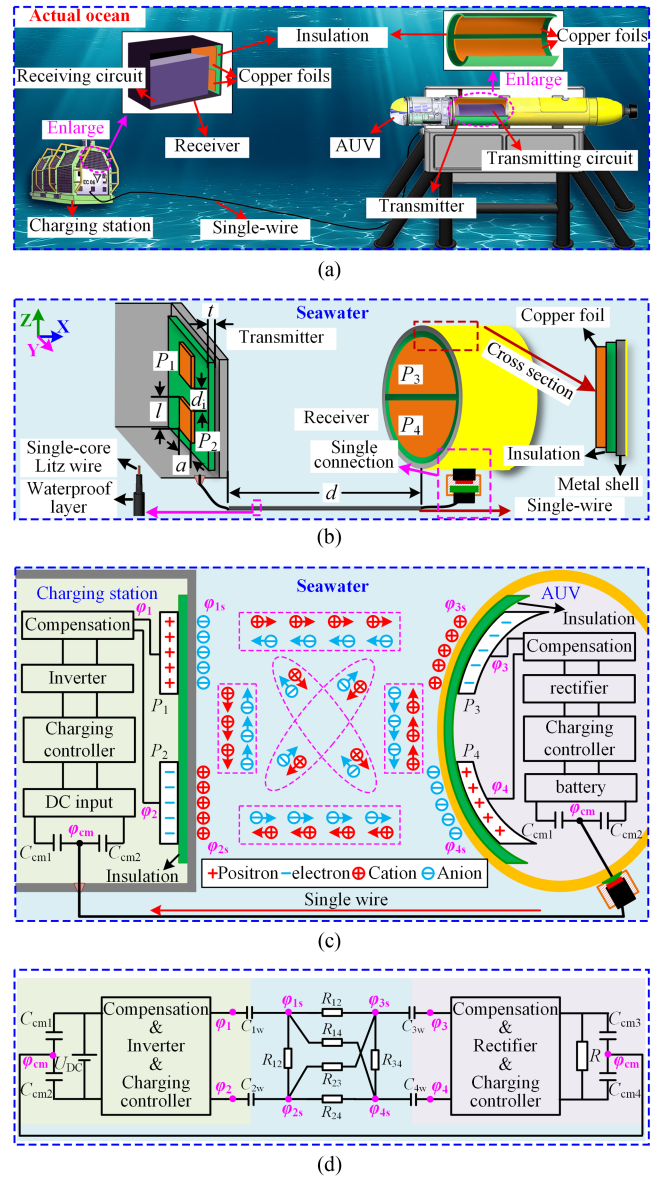 Actual ocean
Insulation
Copper foils
Receiving circuit
Copper foils
Enlarge
Enlarge
Receiver
AUV
Transmitting circuit
Charging station
Single-wire
Transmitter
(a)
Seawater
Z
X
Y
t
Transmitter
Copper foil
P1
P3
Cross section
d1
l
P2
P4
Receiver
Single-core
Litz wire
a
Single
connection
Insulation
Waterproof
layer
d
Metal shell
Single-wire
(b)
Charging station
Seawater
AUV
φ1
φ1s
φ3s
Insulation
Compensation
φ3
Compensation
Inverter
P1
P3
rectifier
Charging
controller
P2
P4
Charging
controller
DC input
φ2
φ4
battery
φcm
Ccm1
Ccm2
φ2s
φ4s
Ccm1
φcm
Ccm2
Insulation
+Positron
−electron
Cation
Anion
Single wire
(c)
Ccm1
Compensation
&
Inverter
&
Charging
controller
φ1
C1w
φ1s
R12
φ3s
C3w
φ3
Compensation
&
Rectifier
&
Charging
controller
Ccm3
R14
φcm
UDC
R12
R34
R
φcm
Ccm2
φ2
C2w
R23
C4w
φ4
Ccm4
φ2s
R24
φ4s
(d)